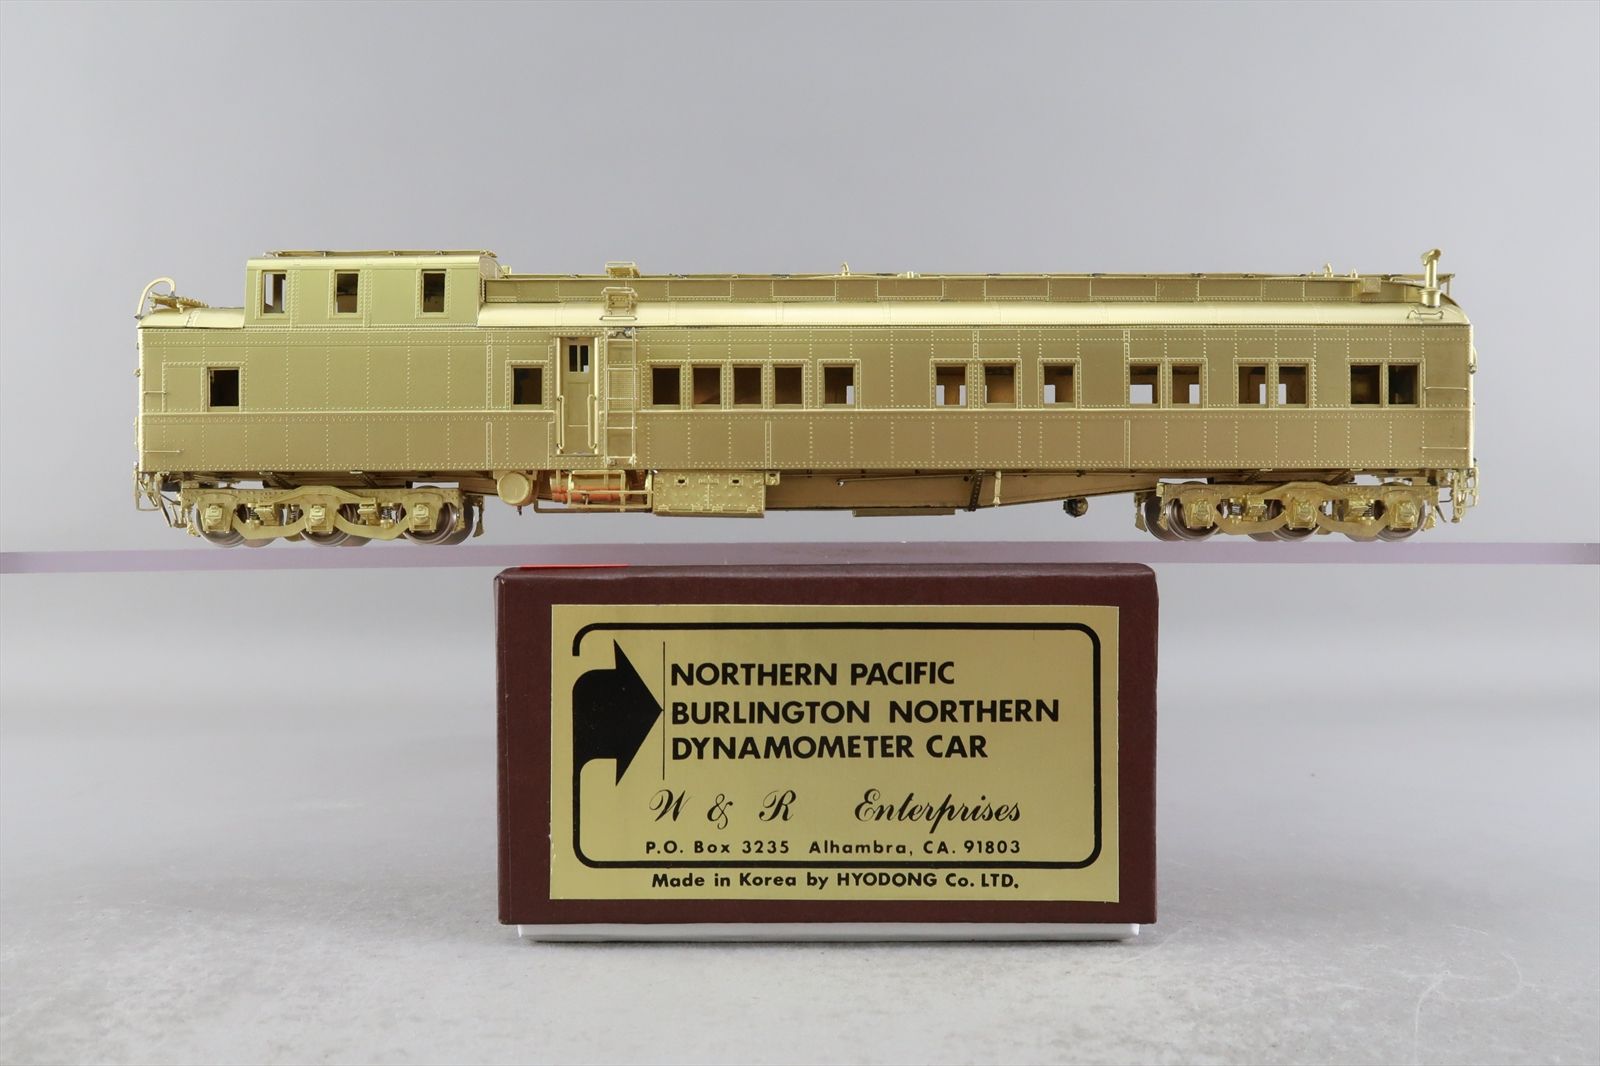 NORTHERN PACIFIC
BURLINGTON NORTHERN
DYNAMOMETER CAR
W & R Enterprises
P.O. Box 3235 Alhambra, CA. 91803
Made in Korea by HYODONG Co. LTD.